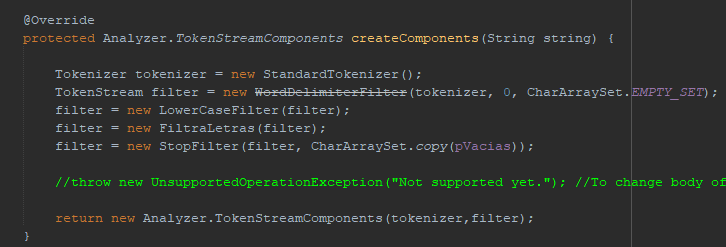 @Override
protected Analyzer.TokenStreamComponents createComponents(String string) {
Tokenizer tokenizer = new StandardTokenizer();
TokenStream filter = new WordDelimiterFilter(tokenizer, 0, CharArraySet.EMPTY_SET);
filter = new LowerCaseFilter(filter);
filter = new FiltraLetras(filter);
filter = new StopFilter(filter, CharArraySet.copy(pVacias));
//throw new UnsupportedOperationException("Not supported yet."); //To change body of
return new Analyzer.TokenStreamComponents(tokenizer,filter);
}